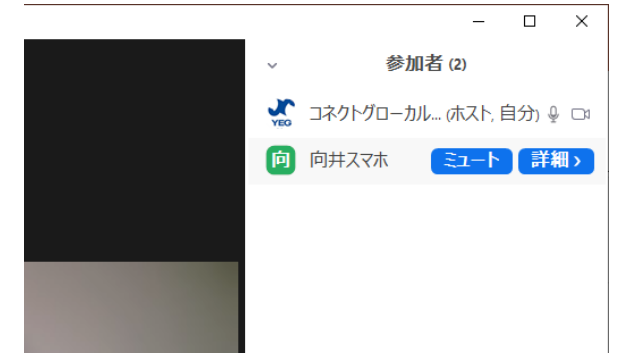 参加者 (2)
YEG コネクトグローカル... (ホスト, 自分)
向 向井スマホ ミュート 詳細 >